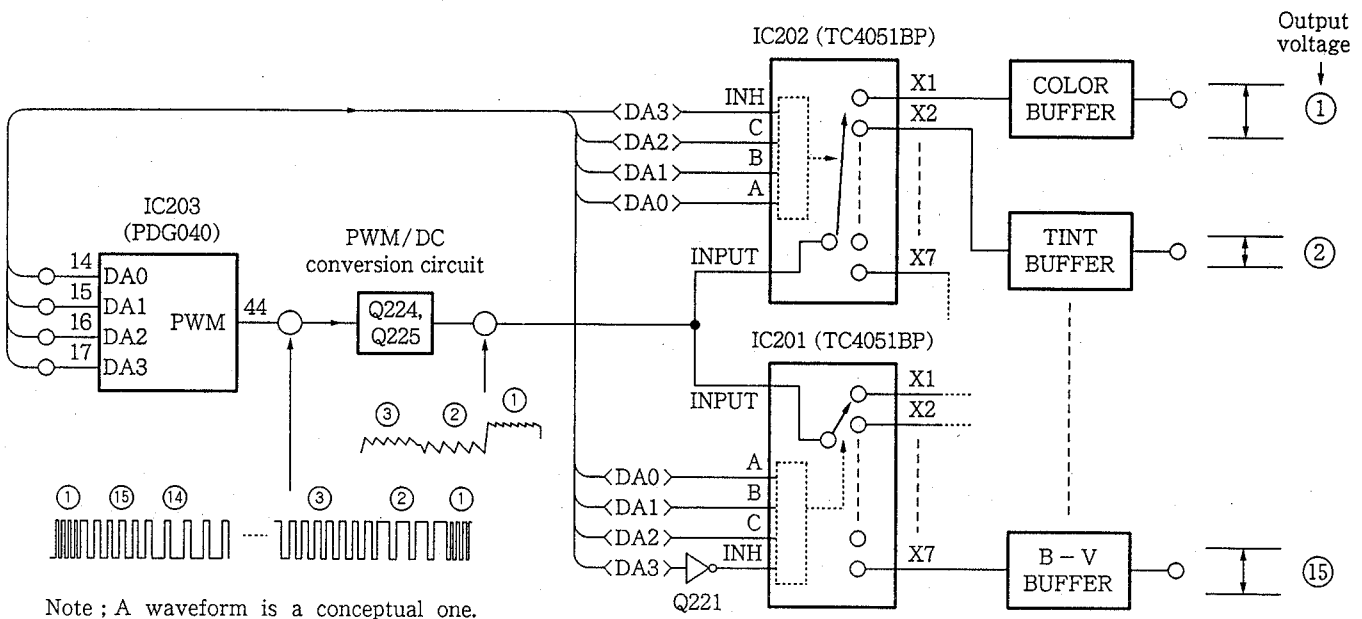 Output
voltage
IC202 (TC4051BP)
X1
COLOR
BUFFER
①
X2
<DA3>
INH
<DA2>
C
<DA1>
B
<DA0>
A
IC203
(PDG040)
PWM/DC
conversion circuit
TINT
BUFFER
②
INPUT
X7
14
DA0
15
DA1
16
DA2
17
DA3
PWM
44
Q224,
Q225
IC201 (TC4051BP)
X1
X2
INPUT
③ ② ①
<DA0>
A
<DA1>
B
<DA2>
C
<DA3>
INH
Q221
X7
B-V
BUFFER
⑮
① ⑮ ⑭ ③ ② ①
Note ; A waveform is a conceptual one.